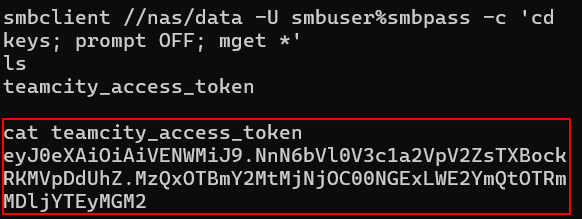 smbclient //nas/data -U smbuser%smbpass -c 'cd
keys; prompt OFF; mget *'
ls
teamcity_access_token
cat teamcity_access_token
eyJ0eXAiOiAiVENWMiJ9.NnN6bVl0V3c1a2VpV2ZsTXBock
RKMVpDdUhZ.MzQxOTBmY2MtMjNjOC00NGExLWE2YmQtOTRm
MDljYTEyMGM2